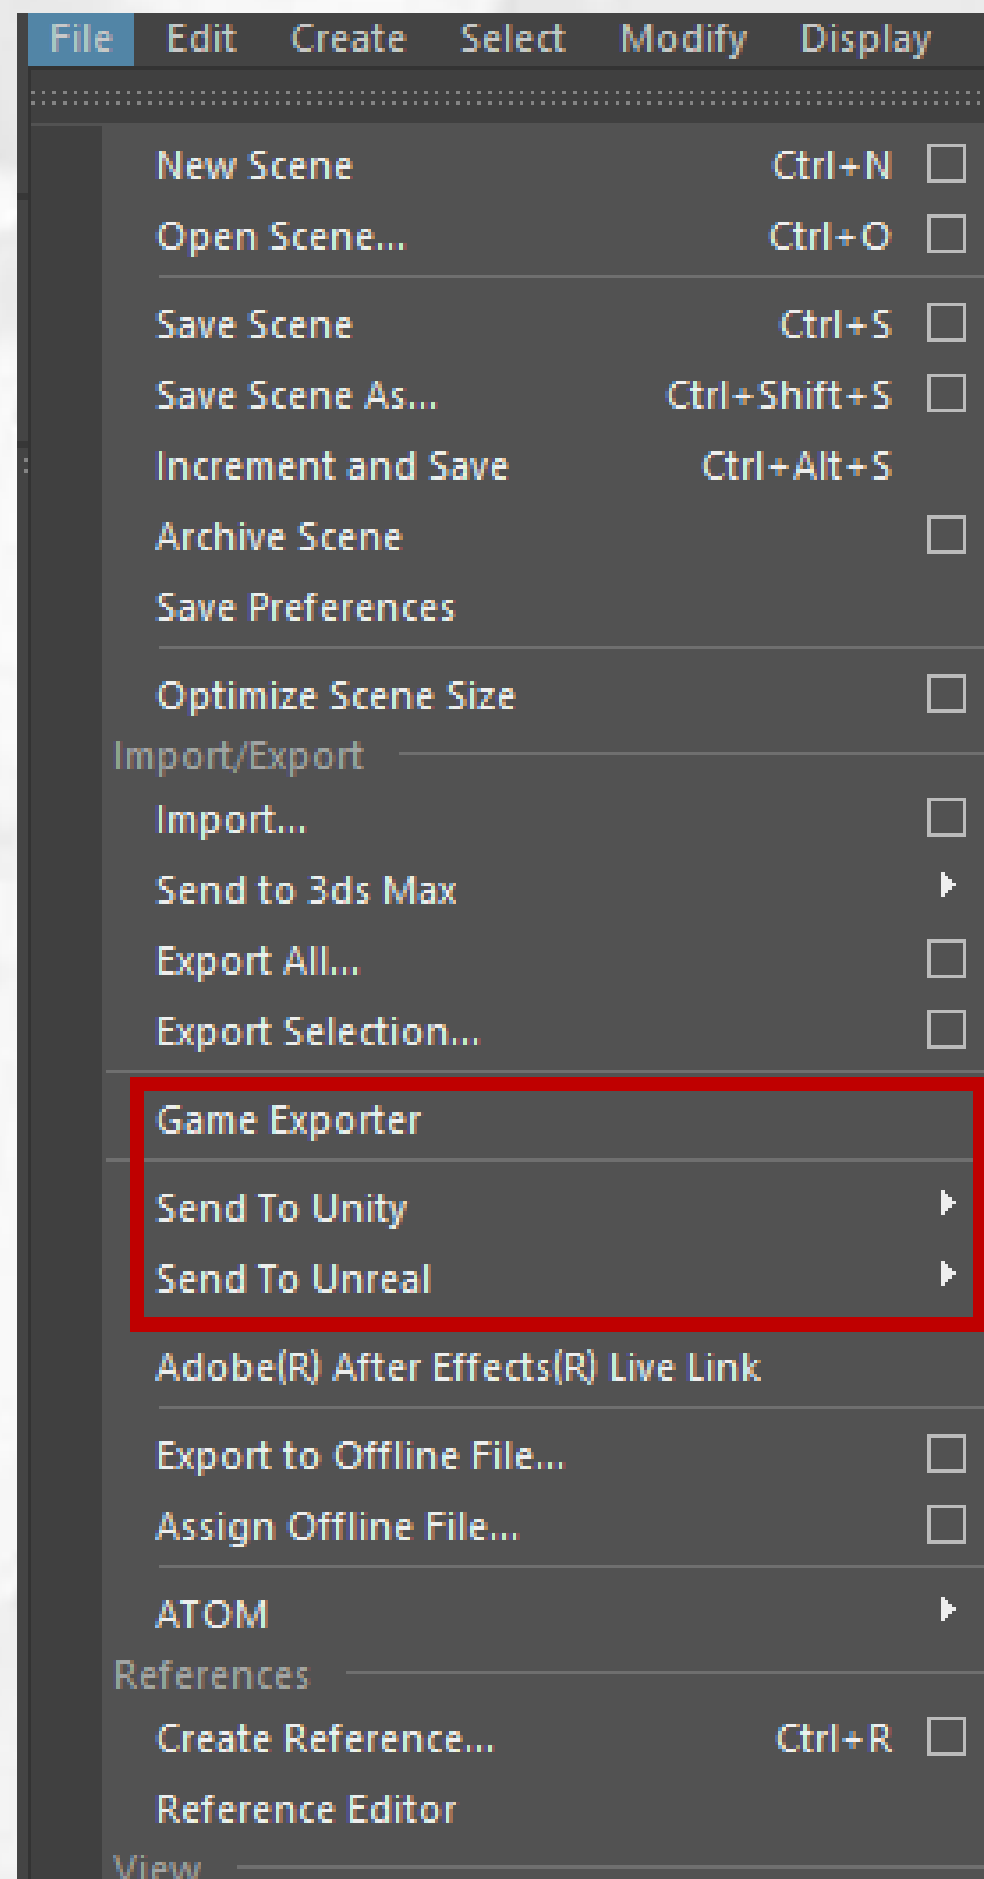 File Edit Create Select Modify Display
New Scene Ctrl+N
Open Scene... Ctrl+O
Save Scene Ctrl+S
Save Scene As... Ctrl+Shift+S
Increment and Save Ctrl+Alt+S
Archive Scene
Save Preferences
Optimize Scene Size
Import/Export
Import...
Send to 3ds Max
Export All...
Export Selection...
Game Exporter
Send To Unity
Send To Unreal
Adobe(R) After Effects(R) Live Link
Export to Offline File...
Assign Offline File...
ATOM
References
Create Reference... Ctrl+R
Reference Editor
View